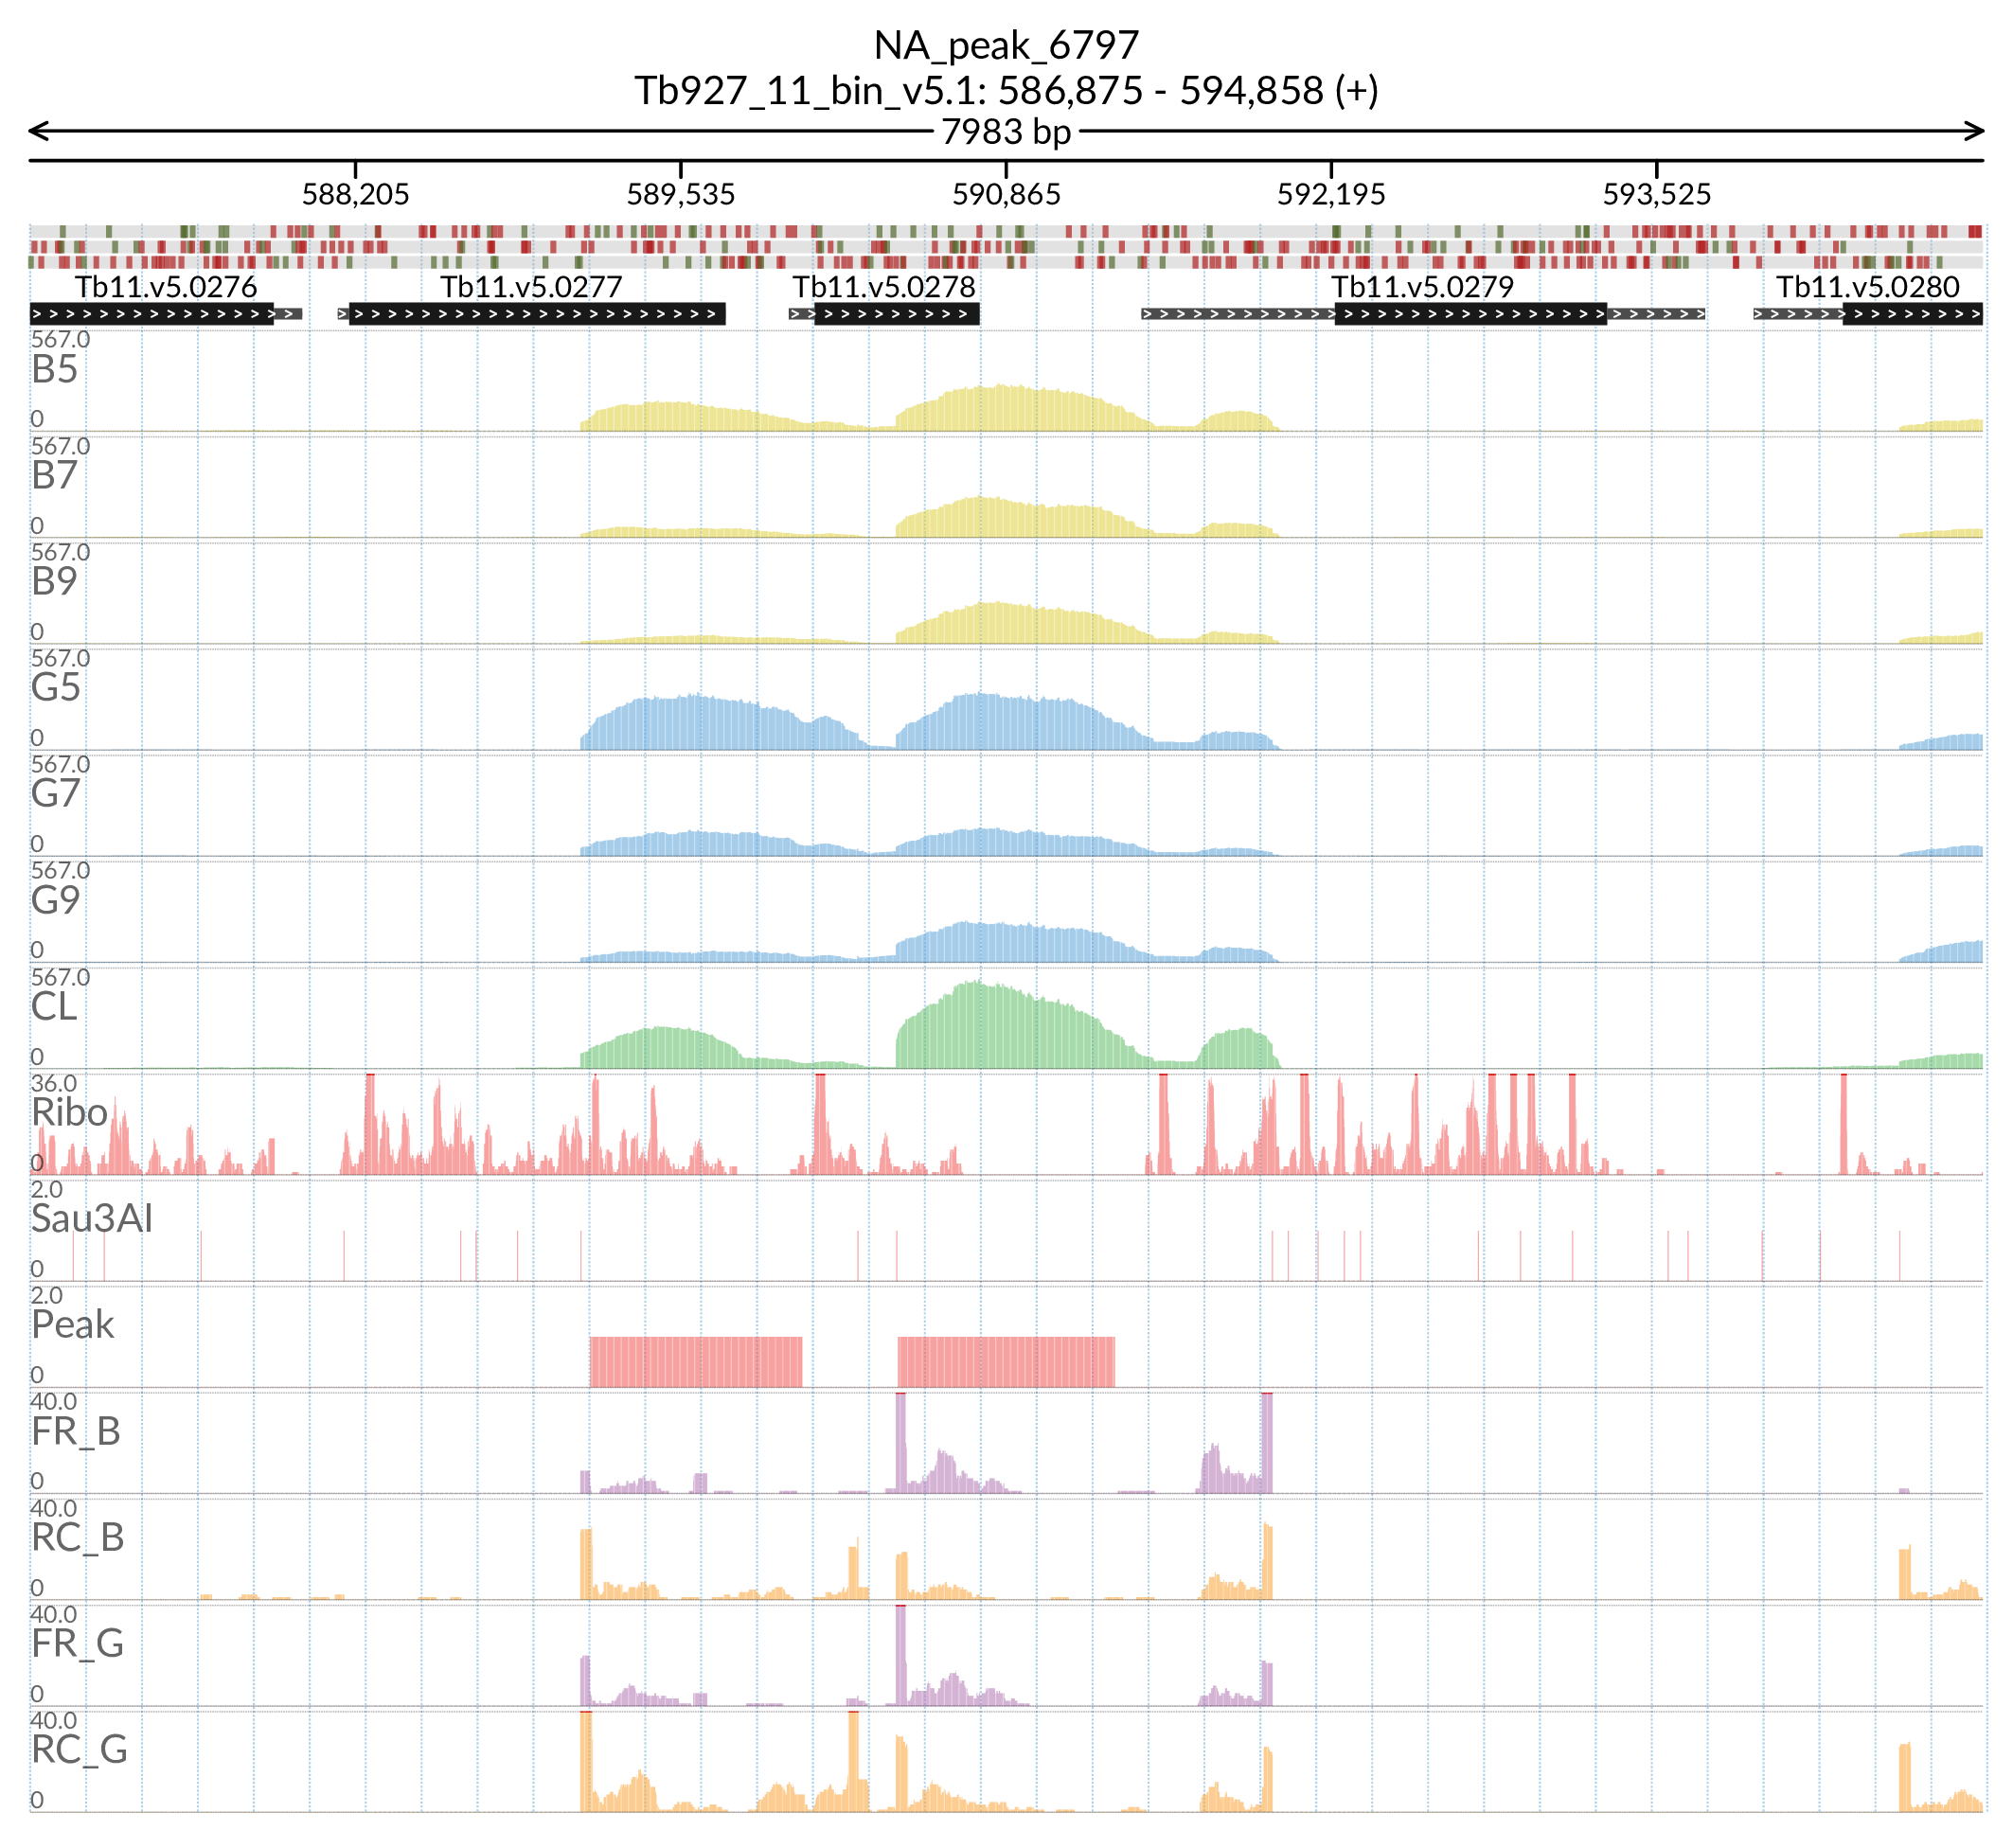 NA_peak_6797
Tb927_11_bin_v5.1: 586,875 - 594,858 (+)
7983 bp
588,205 589,535 590,865 592,195 593,525
Tb11.v5.0276 Tb11.v5.0277 Tb11.v5.0278 Tb11.v5.0279 Tb11.v5.0280
567.0
B5
0
567.0
B7
0
567.0
B9
0
567.0
G5
0
567.0
G7
0
567.0
G9
0
567.0
CL
0
36.0
Ribo
0
2.0
Sau3AI
0
2.0
Peak
0
40.0
FR_B
0
40.0
RC_B
0
40.0
FR_G
0
40.0
RC_G
0